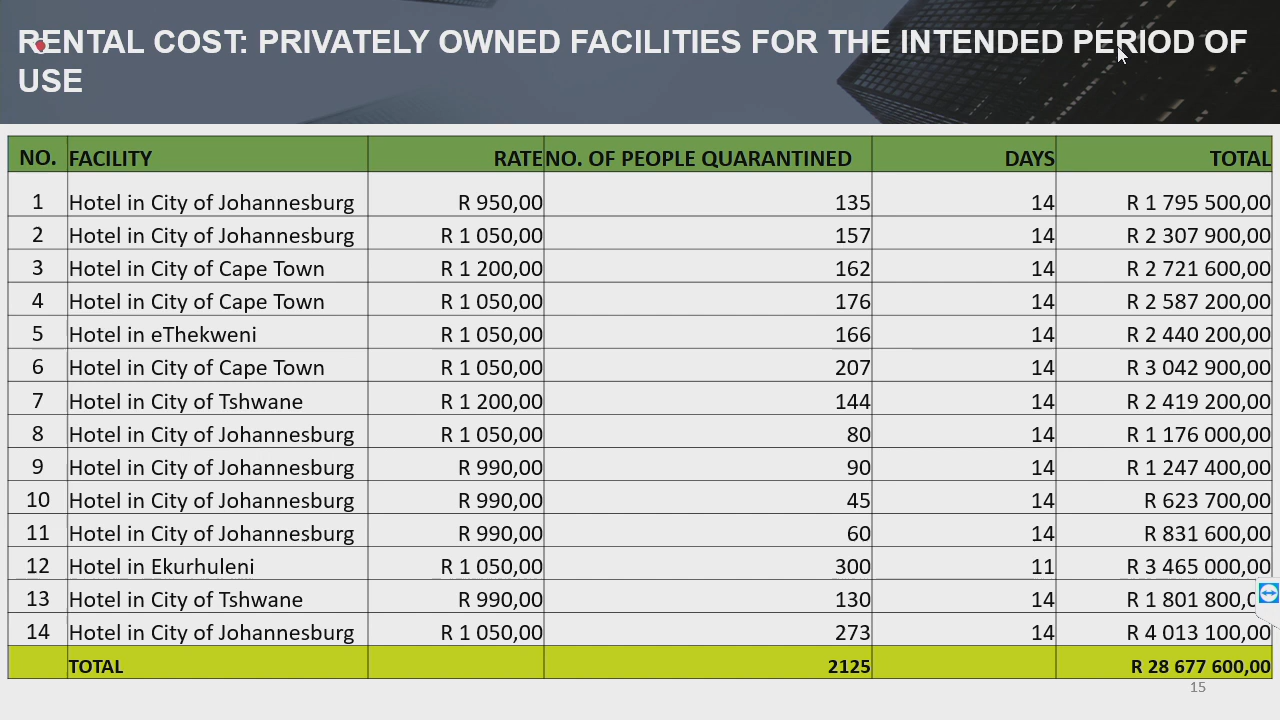 RENTAL COST: PRIVATELY OWNED FACILITIES FOR THE INTENDED PERIOD OF
USE
NO. FACILITY RATE NO. OF PEOPLE QUARANTINED DAYS TOTAL
1 Hotel in City of Johannesburg R 950,00 135 14 R 1 795 500,00
2 Hotel in City of Johannesburg R 1 050,00 157 14 R 2 307 900,00
3 Hotel in City of Cape Town R 1 200,00 162 14 R 2 721 600,00
4 Hotel in City of Cape Town R 1 050,00 176 14 R 2 587 200,00
5 Hotel in eThekweni R 1 050,00 166 14 R 2 440 200,00
6 Hotel in City of Cape Town R 1 050,00 207 14 R 3 042 900,00
7 Hotel in City of Tshwane R 1 200,00 144 14 R 2 419 200,00
8 Hotel in City of Johannesburg R 1 050,00 80 14 R 1 176 000,00
9 Hotel in City of Johannesburg R 990,00 90 14 R 1 247 400,00
10 Hotel in City of Johannesburg R 990,00 45 14 R 623 700,00
11 Hotel in City of Johannesburg R 990,00 60 14 R 831 600,00
12 Hotel in Ekurhuleni R 1 050,00 300 11 R 3 465 000,00
13 Hotel in City of Tshwane R 990,00 130 14 R 1 801 800,0
14 Hotel in City of Johannesburg R 1 050,00 273 14 R 4 013 100,00
TOTAL 2125 R 28 677 600,00
15